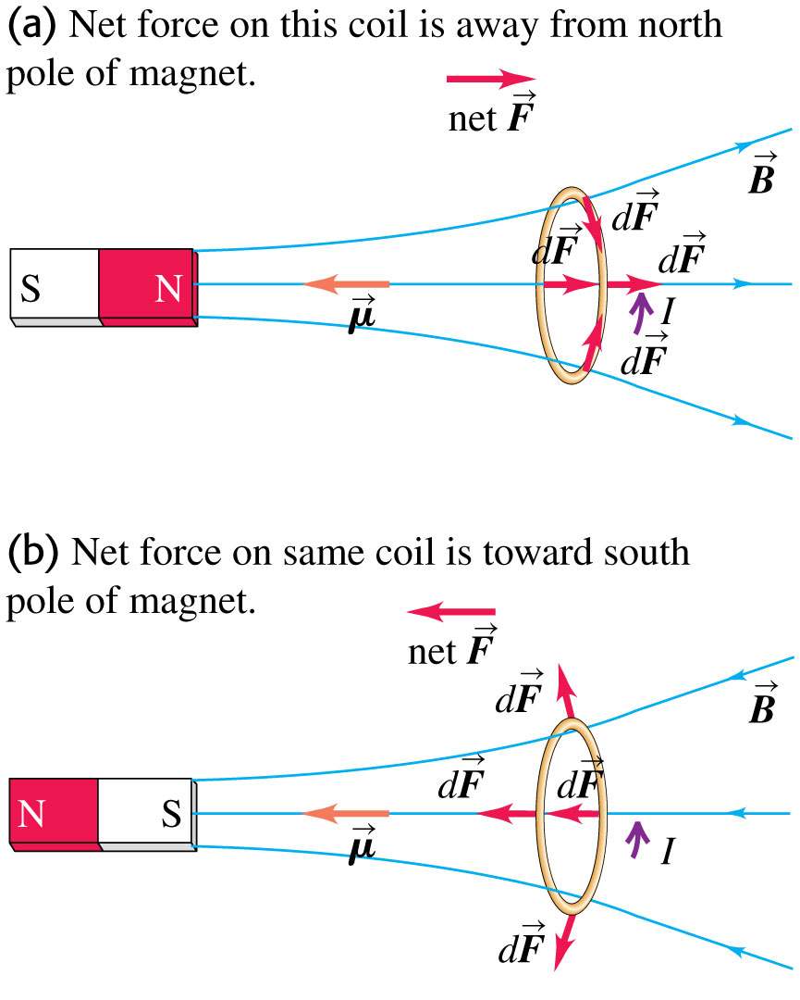 (a) Net force on this coil is away from north
pole of magnet.
net F⃗
B⃗
dF⃗
dF⃗ dF⃗
S N
μ⃗ I
dF⃗
(b) Net force on same coil is toward south
pole of magnet.
net F⃗
dF⃗ B⃗
dF⃗ dF⃗
N S
μ⃗ I
dF⃗